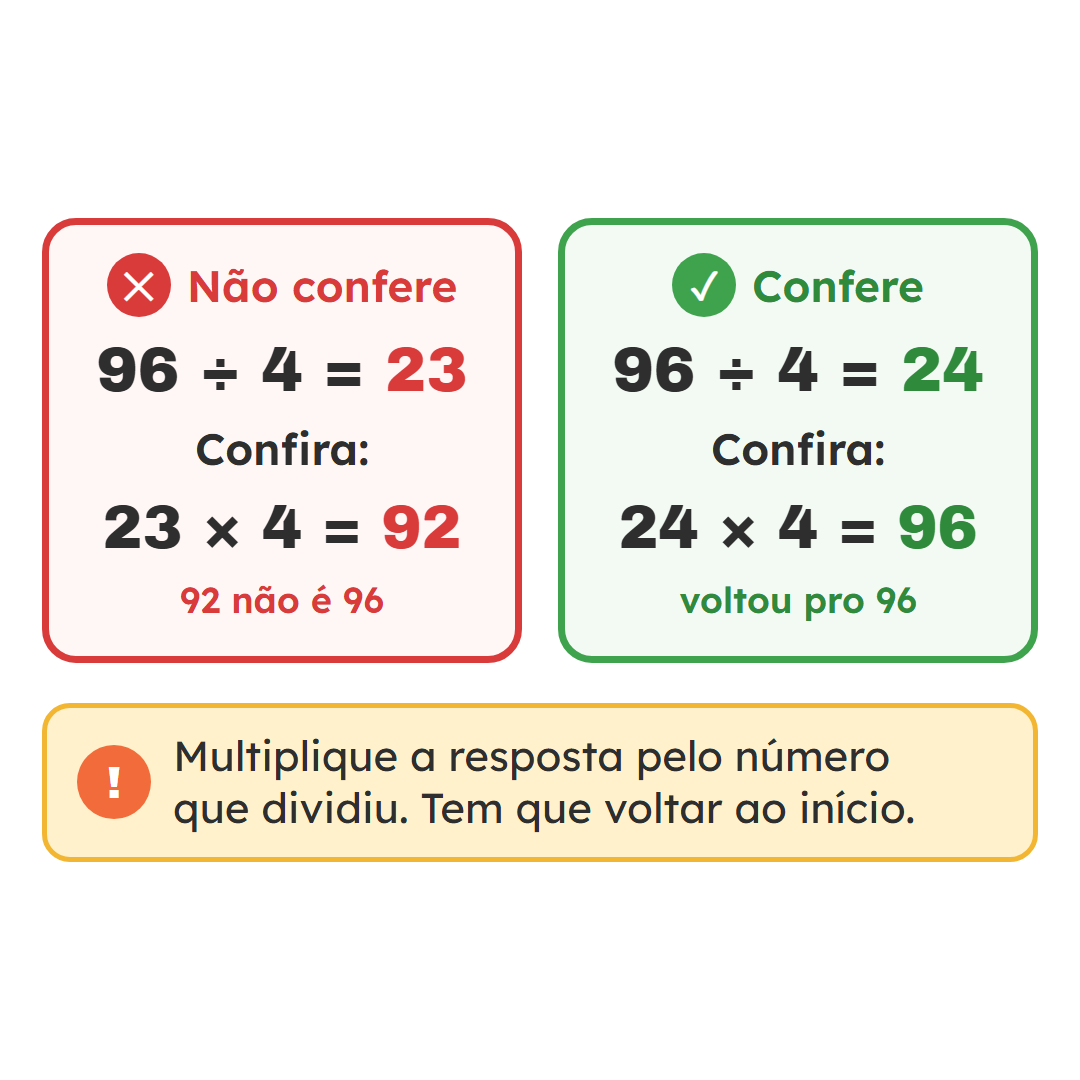 Não confere
96 ÷ 4 = 23
Confira:
23 × 4 = 92
92 não é 96
Confere
96 ÷ 4 = 24
Confira:
24 × 4 = 96
voltou pro 96
! Multiplique a resposta pelo número
que dividiu. Tem que voltar ao início.